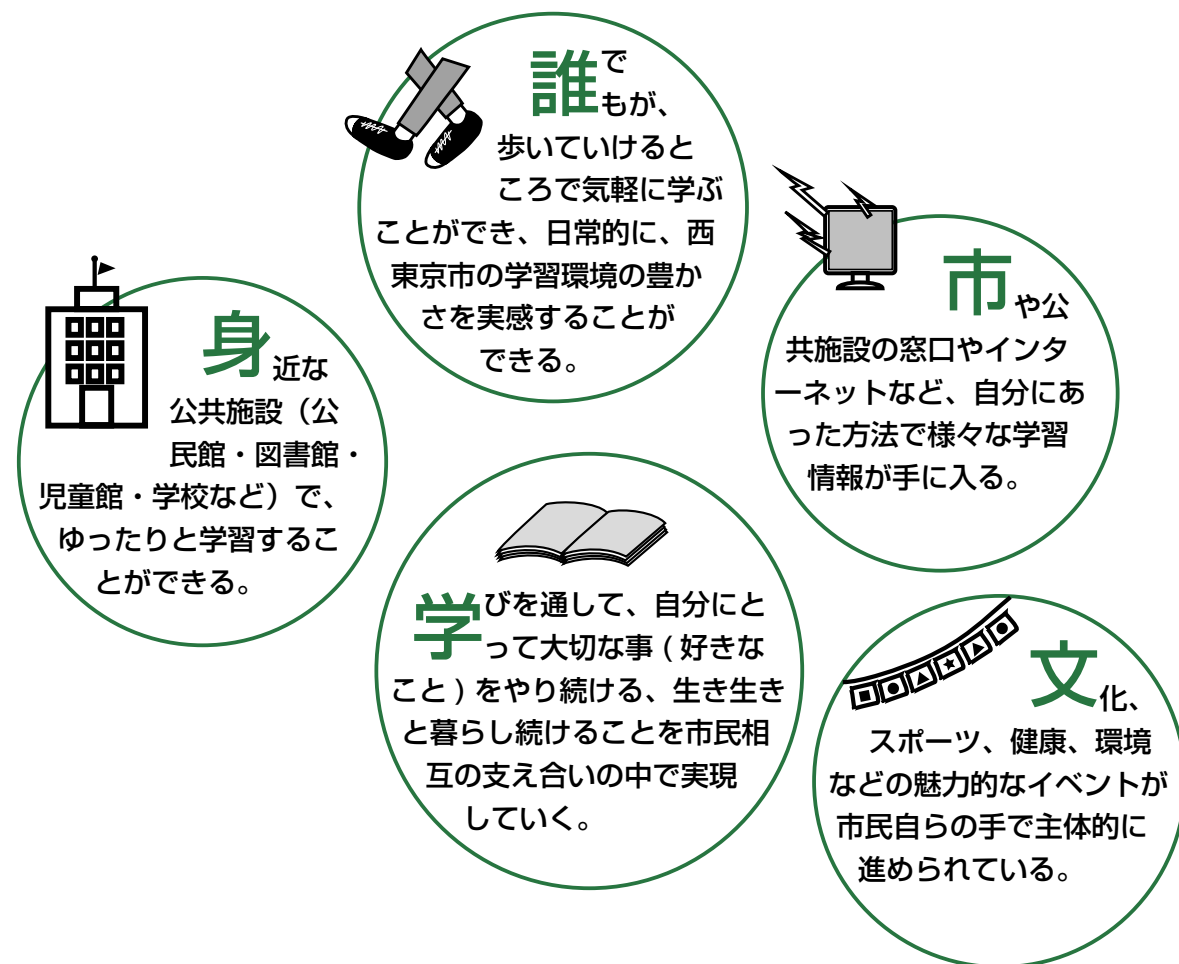 誰で
もが、
歩いていけると
ころで気軽に学ぶ
ことができ、日常的に、西
東京市の学習環境の豊か
さを実感することが
できる。
身近な
公共施設（公
民館・図書館・
児童館・学校など）で、
ゆったりと学習するこ
とができる。
市や公
共施設の窓口やインタ
ーネットなど、自分にあ
った方法で様々な学習
情報が手に入る。
学びを通して、自分にと
って大切な事 ( 好きな
こと ) をやり続ける、生き生き
と暮らし続けることを市民相
互の支え合いの中で実現
していく。
文化、
スポーツ、健康、環境
などの魅力的なイベントが
市民自らの手で主体的に
進められている。